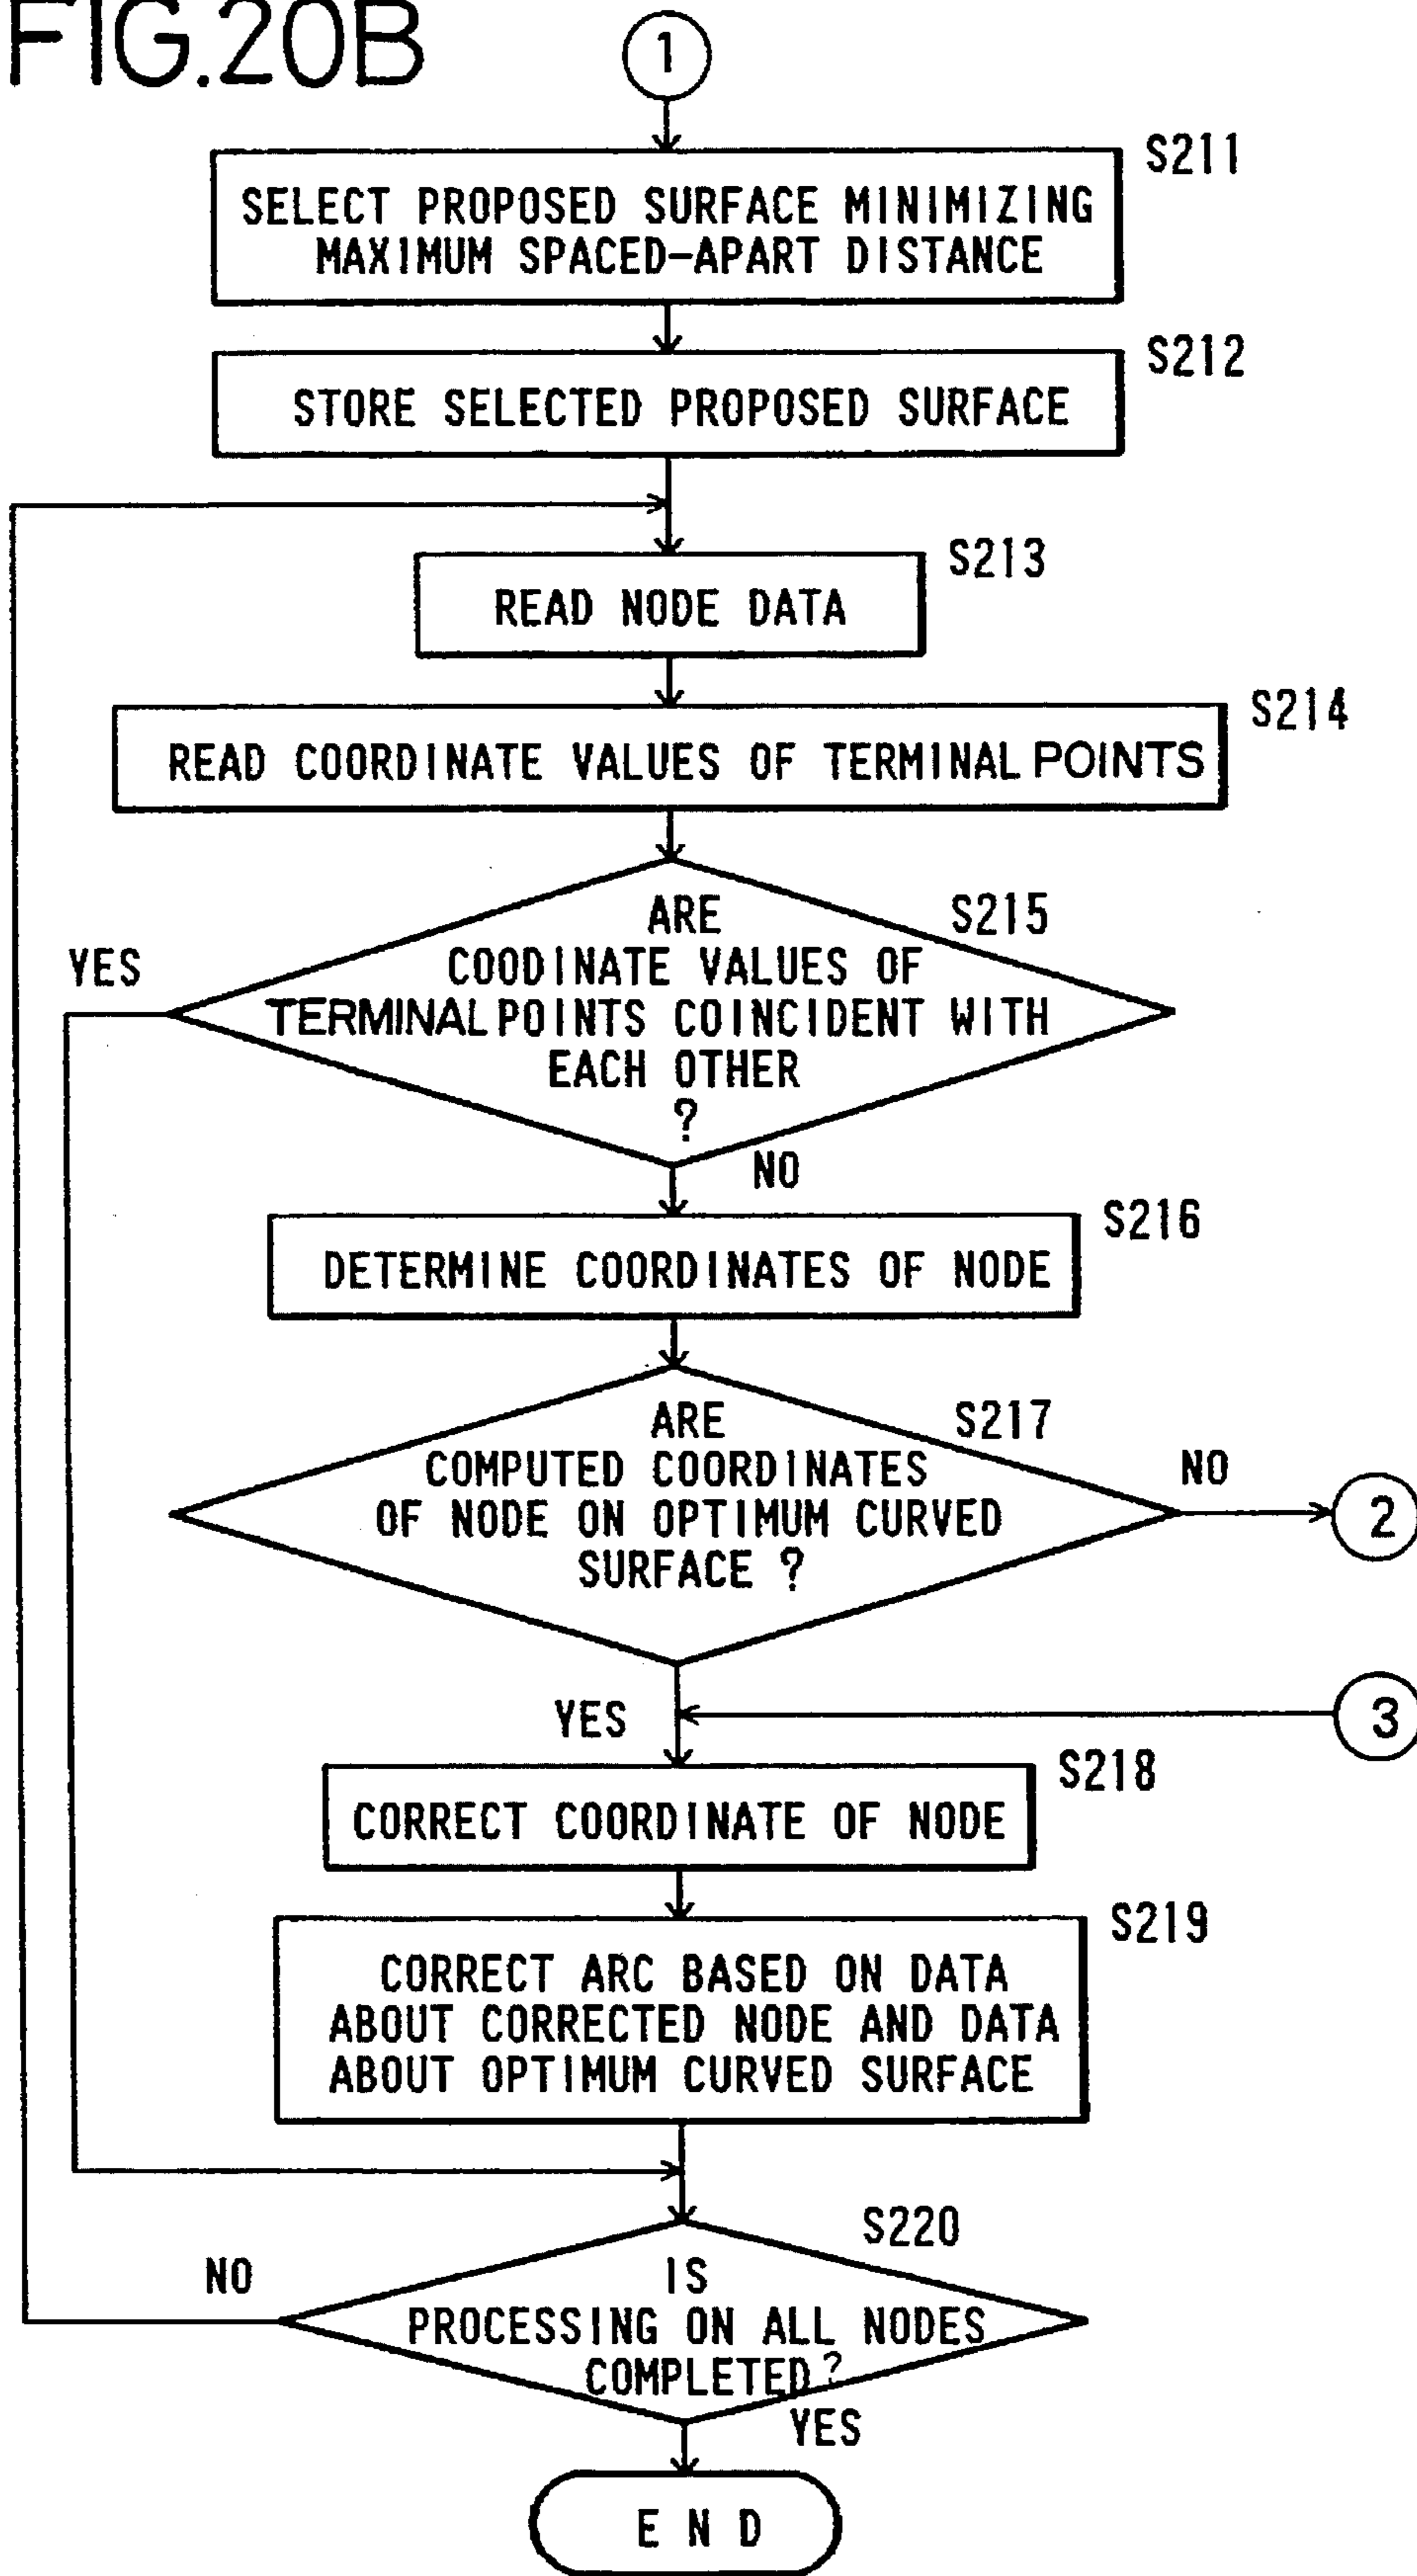 FIG.20B
1
S211
SELECT PROPOSED SURFACE MINIMIZING
MAXIMUM SPACED-APART DISTANCE
S212
STORE SELECTED PROPOSED SURFACE
S213
READ NODE DATA
S214
READ COORDINATE VALUES OF TERMINAL POINTS
S215
YES
ARE
COODINATE VALUES OF
TERMINAL POINTS COINCIDENT WITH
EACH OTHER
?
NO
S216
DETERMINE COORDINATES OF NODE
S217
ARE
COMPUTED COORDINATES
OF NODE ON OPTIMUM CURVED
SURFACE ?
NO
2
YES
3
S218
CORRECT COORDINATE OF NODE
S219
CORRECT ARC BASED ON DATA
ABOUT CORRECTED NODE AND DATA
ABOUT OPTIMUM CURVED SURFACE
S220
NO
IS
PROCESSING ON ALL NODES
COMPLETED?
YES
END